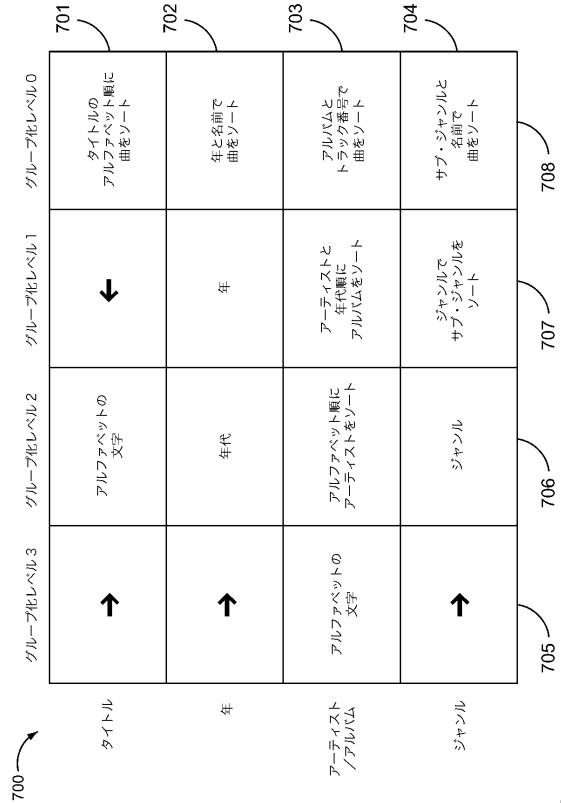 700
グループ化レベル3
グループ化レベル2
グループ化レベル1
グループ化レベル0
タイトル
アルファベットの
文字
タイトルの
アルファベット順に
曲をソート
701
年
年代
年
年と名前で
曲をソート
702
アーティスト
/アルバム
アルファベットの
文字
アルファベット順に
アーティストをソート
アーティストと
年代順に
アルバムをソート
アルバムと
トラック番号で
曲をソート
703
ジャンル
ジャンル
ジャンルで
サブ・ジャンルを
ソート
サブ・ジャンルと
名前で
曲をソート
704
705
706
707
708